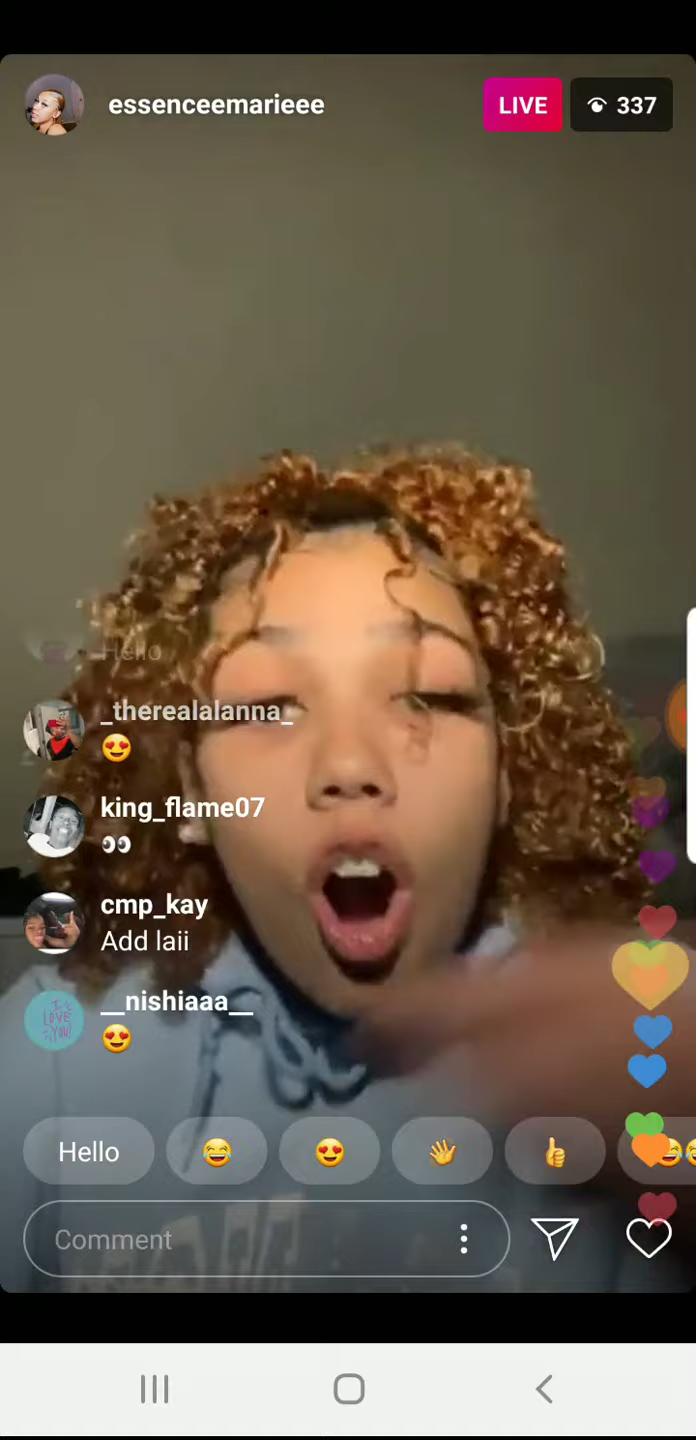 essenceemarieee LIVE 337
Hello
_therealalanna_
😍
king_flame07
👀
cmp_kay
Add laii
__nishiaaa__
😍
Hello 😂 😍 👋 👍 😂
Comment